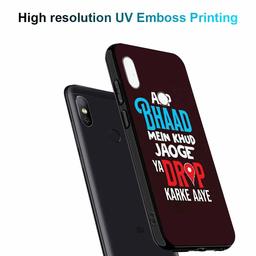 High resolution UV Emboss Printing
AAP
BHAAD
MEIN KHUD
JAOGE
YA
DROP
KARKE AAYE